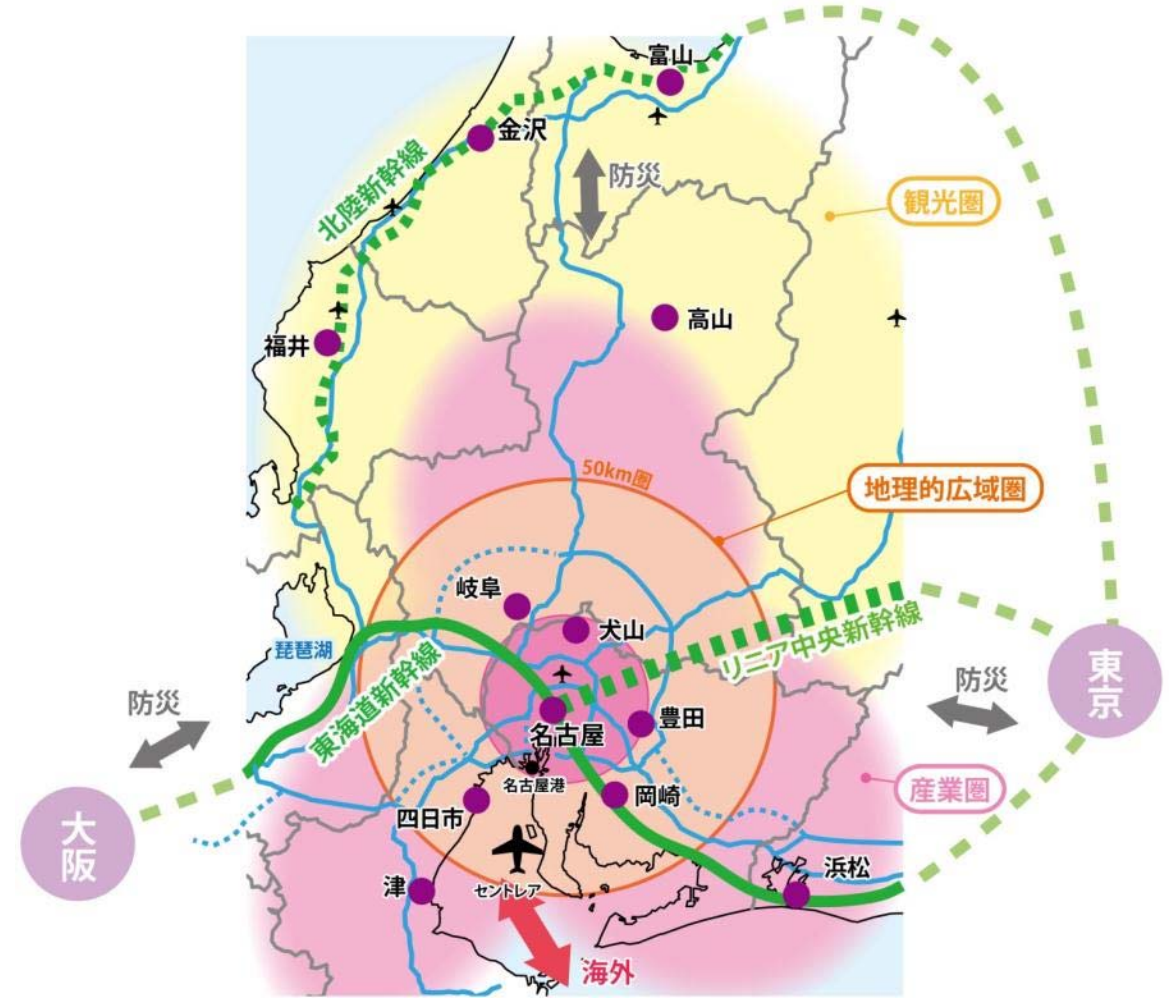 富山
金沢
北陸新幹線
防災
観光圏
高山
福井
50km圏
地理的広域圏
岐阜
犬山
リニア中央新幹線
琵琶湖
東海道新幹線
東京
防災
防災
名古屋
豊田
名古屋港
岡崎
産業圏
四日市
大阪
セントレア
津
浜松
海外